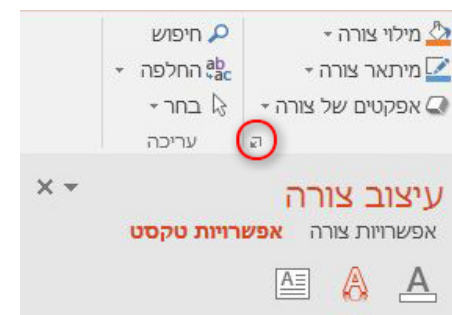 מילוי צורה
מיתאר צורה
אפקטים של צורה
חיפוש
החלפה
בחר
עריכה
עיצוב צורה
אפשרויות צורה אפשרויות טקסט